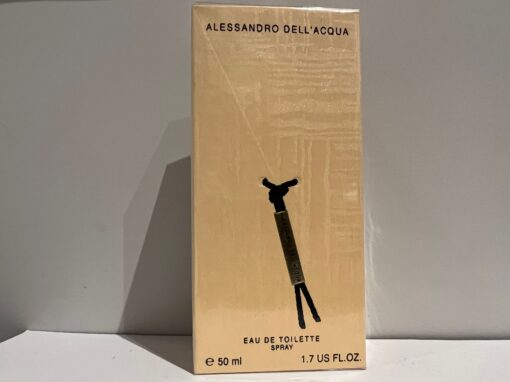 ALESSANDRO DELL'ACQUA
EAU DE TOILETTE
SPRAY
℮ 50 ml 1.7 US FL.OZ.